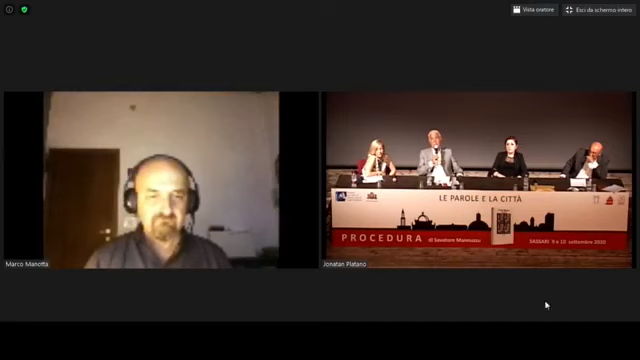 Vista oratore
Esci da schermo intero
LE PAROLE E LA CITTÀ
PROCEDURA di Salvatore Mannuzzu
SASSARI 9 e 10 settembre 2020
Marco Manotta
Jonatan Platano